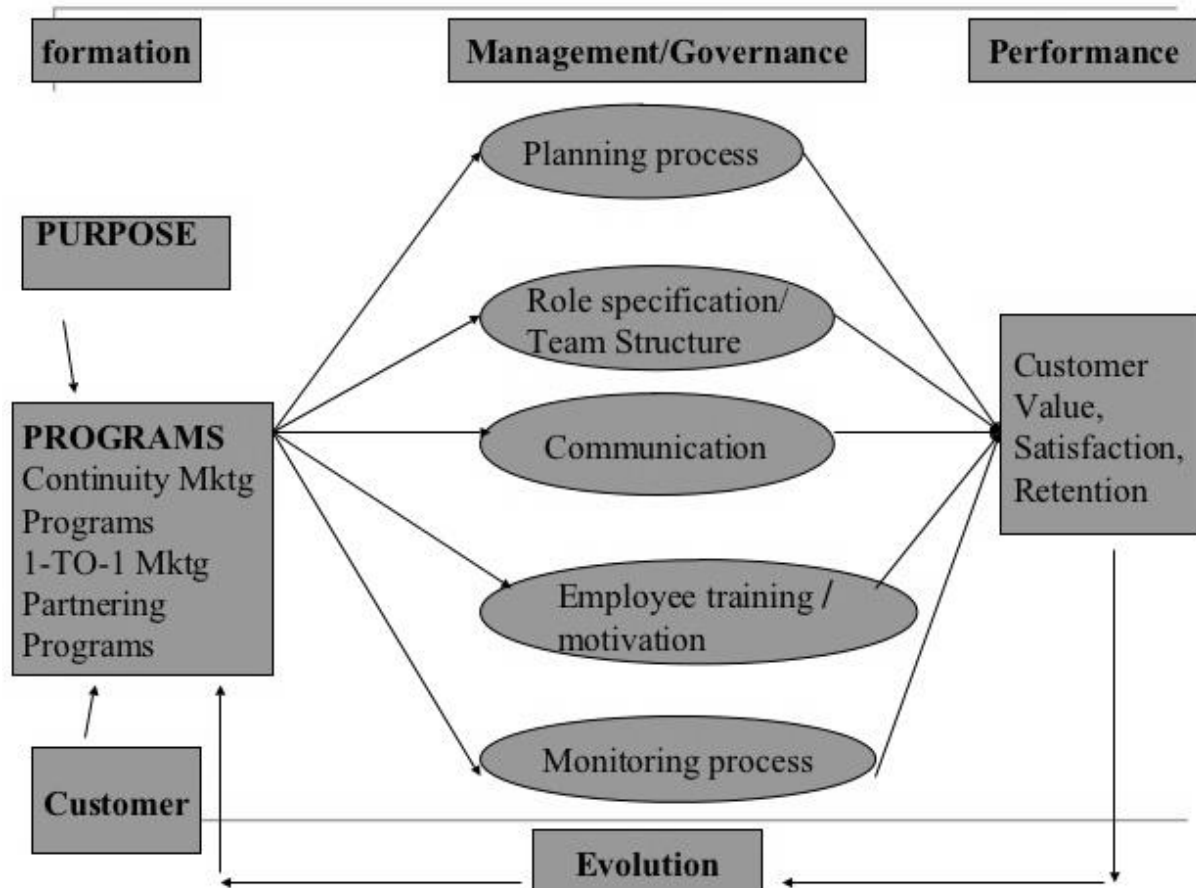 formation
Management/Governance
Performance
Planning process
PURPOSE
Role specification/
Team Structure
Customer
Value,
Satisfaction,
Retention
PROGRAMS
Continuity Mktg
Programs
1-TO-1 Mktg
Partnering
Programs
Communication
Employee training /
motivation
Monitoring process
Customer
Evolution